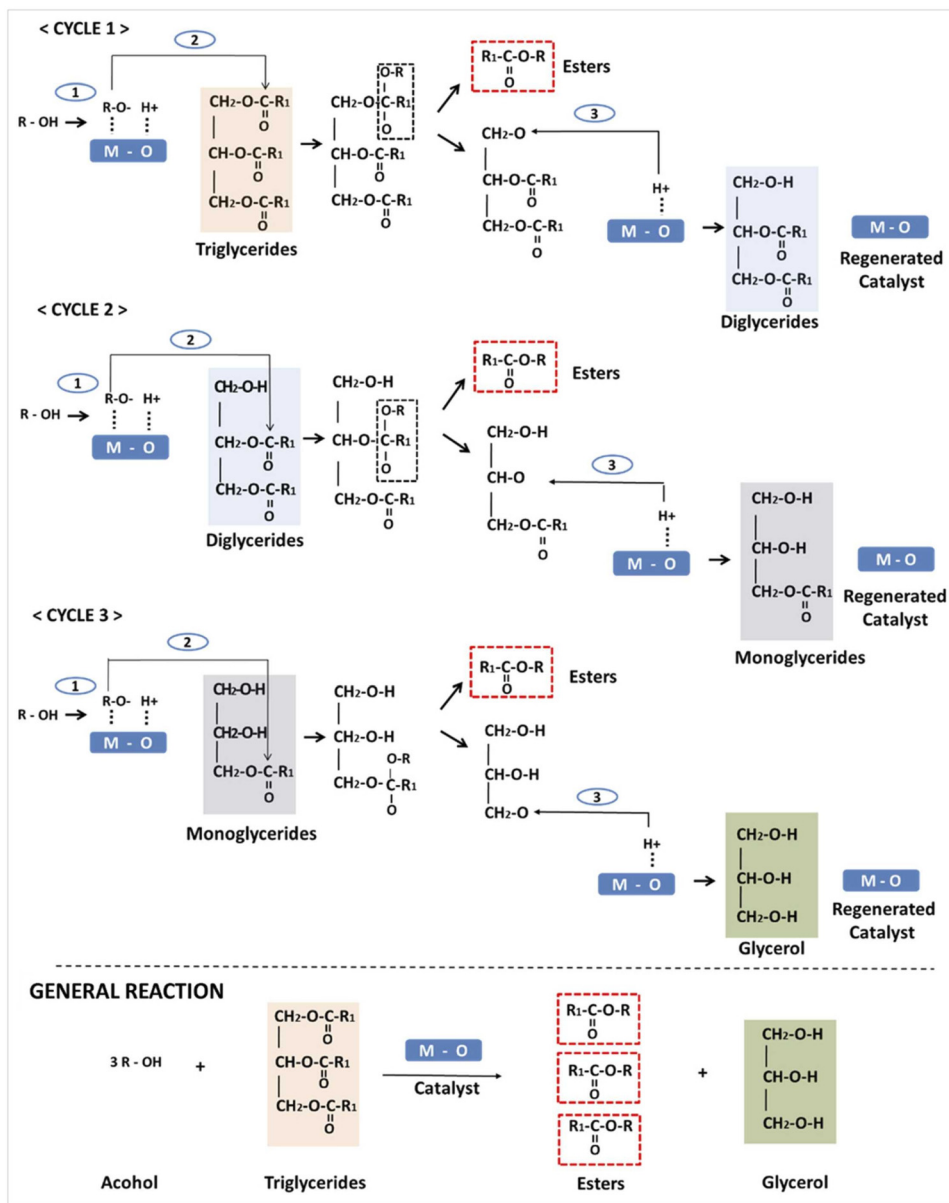 < CYCLE 1 >
2
1
R - OH
R-O- H+
M - O
CH2-O-C-R1
O
CH-O-C-R1
O
CH2-O-C-R1
O
Triglycerides
O-R
CH2-O-C-R1
O
CH-O-C-R1
O
CH2-O-C-R1
O
R1-C-O-R
O
Esters
3
CH2-O
CH-O-C-R1
O
CH2-O-C-R1
O
H+
M - O
CH2-O-H
CH-O-C-R1
O
CH2-O-C-R1
O
Diglycerides
M - O
Regenerated
Catalyst
< CYCLE 2 >
2
1
R - OH
R-O- H+
M - O
CH2-O-H
CH2-O-C-R1
O
CH2-O-C-R1
O
Diglycerides
CH2-O-H
O-R
CH-O-C-R1
O
CH2-O-C-R1
O
R1-C-O-R
O
Esters
3
CH2-O-H
CH-O
CH2-O-C-R1
O
H+
M - O
CH2-O-H
CH-O-H
CH2-O-C-R1
O
Monoglycerides
M - O
Regenerated
Catalyst
< CYCLE 3 >
2
1
R - OH
R-O- H+
M - O
CH2-O-H
CH2-O-H
CH2-O-C-R1
O
Monoglycerides
CH2-O-H
CH2-O-H
O-R
CH2-O-C-R1
O
R1-C-O-R
O
Esters
CH2-O-H
CH-O-H
CH2-O
3
H+
M - O
CH2-O-H
CH-O-H
CH2-O-H
Glycerol
M - O
Regenerated
Catalyst
GENERAL REACTION
3 R - OH
+
CH2-O-C-R1
O
CH-O-C-R1
O
CH2-O-C-R1
O
M - O
Catalyst
R1-C-O-R
O
R1-C-O-R
O
R1-C-O-R
O
+
CH2-O-H
CH-O-H
CH2-O-H
Acohol
Triglycerides
Esters
Glycerol